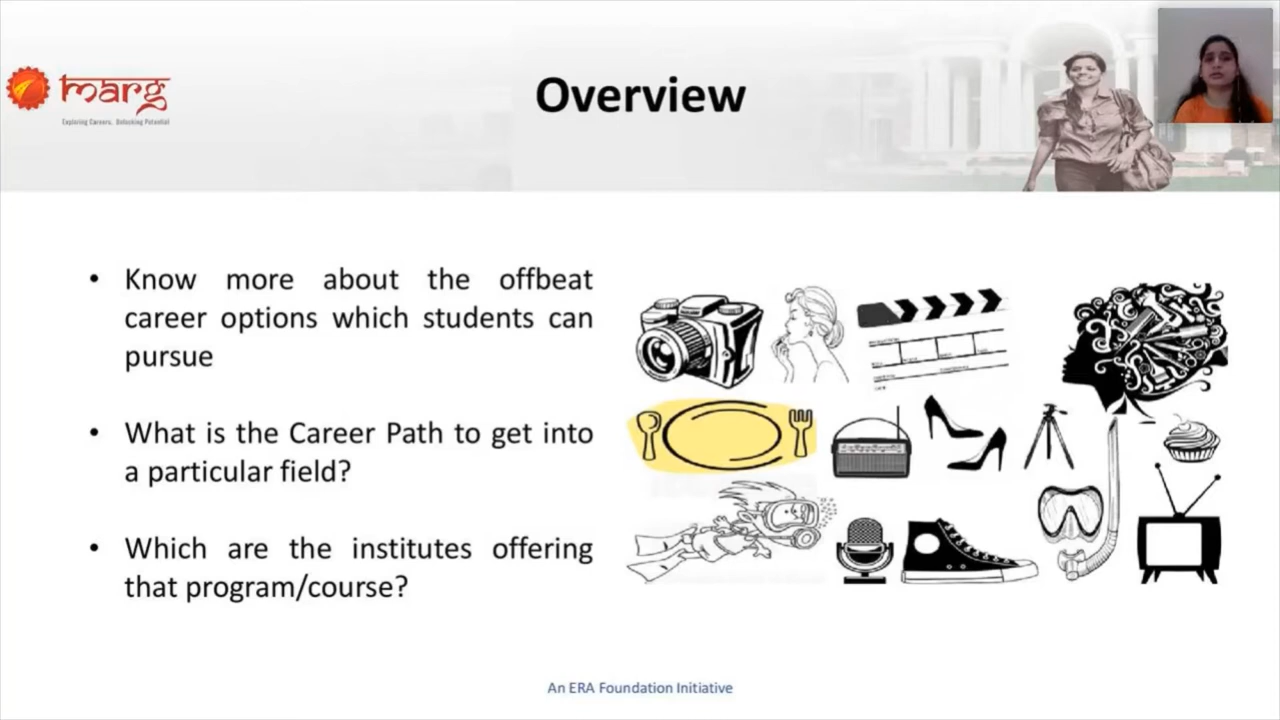 marg
Exploring Careers, Unlocking Potential
Overview
• Know more about the offbeat
career options which students can
pursue
• What is the Career Path to get into
a particular field?
• Which are the institutes offering
that program/course?
An ERA Foundation Initiative